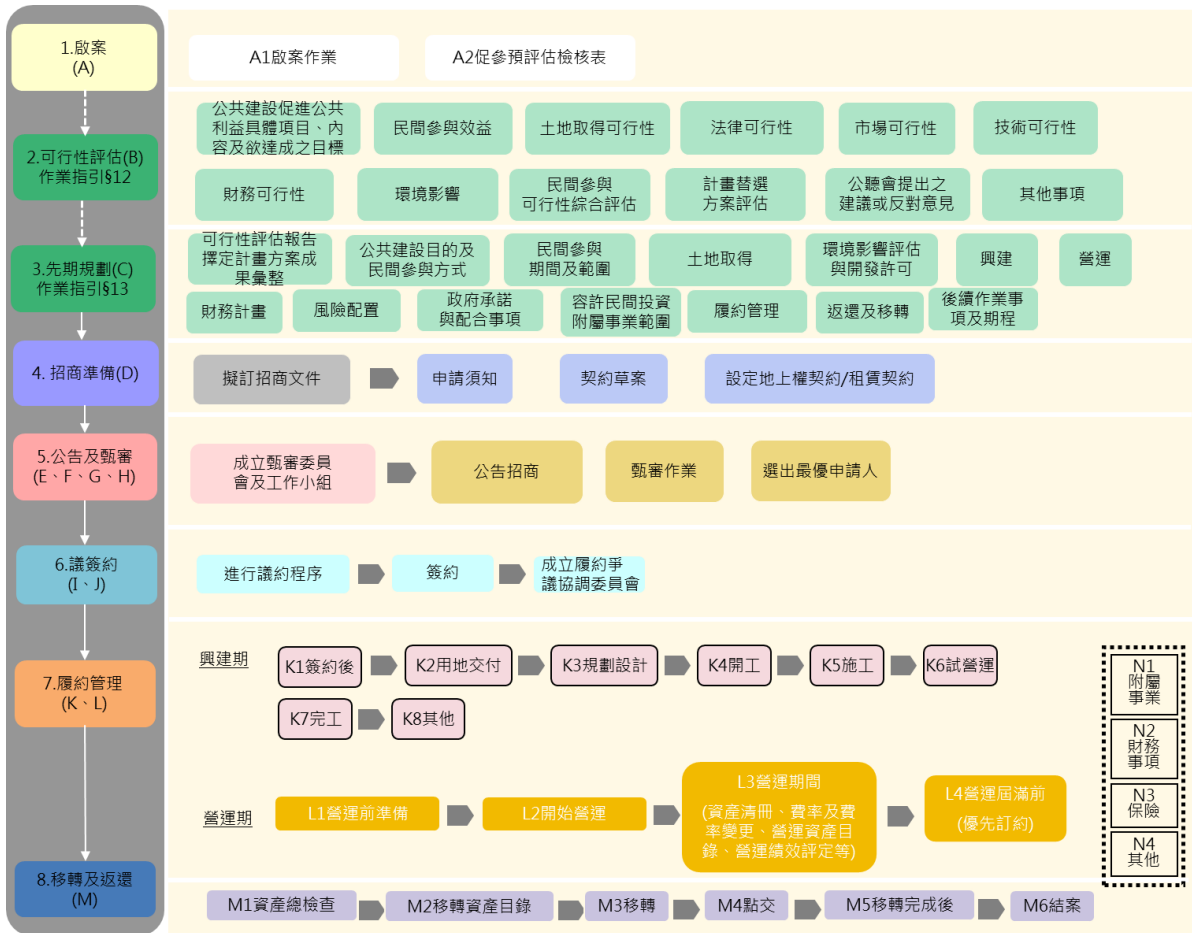 1.啟案
(A)
A1啟案作業
A2促參預評估檢核表
2.可行性評估(B)
作業指引§12
公共建設促進公共
利益具體項目、內
容及欲達成之目標
民間參與效益
土地取得可行性
法律可行性
市場可行性
技術可行性
財務可行性
環境影響
民間參與
可行性綜合評估
計畫替選
方案評估
公聽會提出之
建議或反對意見
其他事項
3.先期規劃(C)
作業指引§13
可行性評估報告
擇定計畫方案成
果彙整
公共建設目的及
民間參與方式
民間參與
期間及範圍
土地取得
環境影響評估
與開發許可
興建
營運
財務計畫
風險配置
政府承諾
與配合事項
容許民間投資
附屬事業範圍
履約管理
返還及移轉
後續作業事
項及期程
4. 招商準備(D)
擬訂招商文件
申請須知
契約草案
設定地上權契約/租賃契約
5.公告及甄審
(E、F、G、H)
成立甄審委員
會及工作小組
公告招商
甄審作業
選出最優申請人
6.議簽約
(I、J)
進行議約程序
簽約
成立履約爭
議協調委員會
7.履約管理
(K、L)
興建期
K1簽約後
K2用地交付
K3規劃設計
K4開工
K5施工
K6試營運
K7完工
K8其他
營運期
L1營運前準備
L2開始營運
L3營運期間
(資產清冊、費率及費
率變更、營運資產目
錄、營運績效評定等)
L4營運屆滿前
(優先訂約)
N1
附屬
事業
N2
財務
事項
N3
保險
N4
其他
8.移轉及返還
(M)
M1資產總檢查
M2移轉資產目錄
M3移轉
M4點交
M5移轉完成後
M6結案